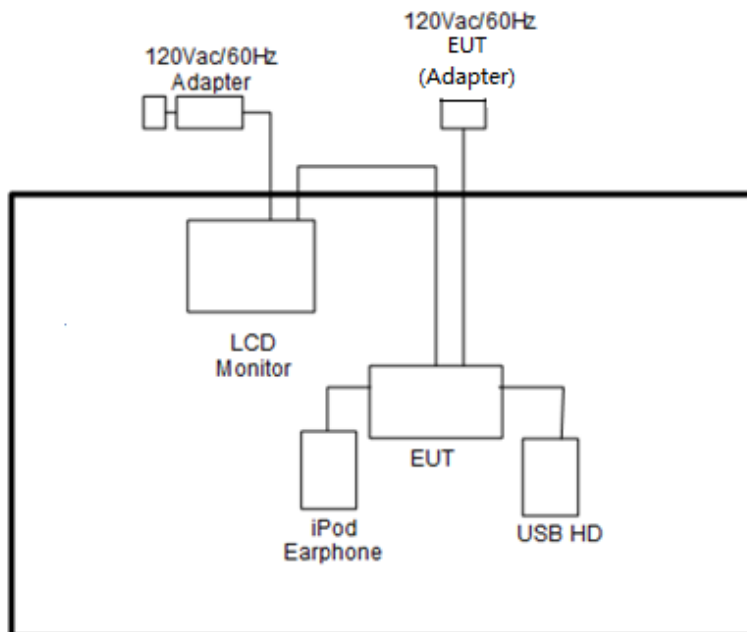 120Vac/60Hz
Adapter
120Vac/60Hz
EUT
(Adapter)
LCD
Monitor
EUT
iPod
Earphone
USB HD